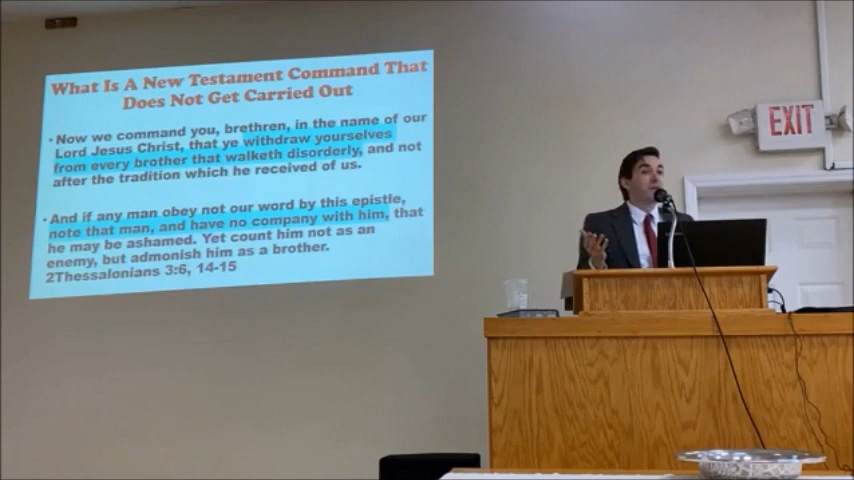 What Is A New Testament Command That
Does Not Get Carried Out
• Now we command you, brethren, in the name of our
Lord Jesus Christ, that ye withdraw yourselves
from every brother that walketh disorderly, and not
after the tradition which he received of us.
• And if any man obey not our word by this epistle,
note that man, and have no company with him, that
he may be ashamed. Yet count him not as an
enemy, but admonish him as a brother.
2Thessalonians 3:6, 14-15
EXIT